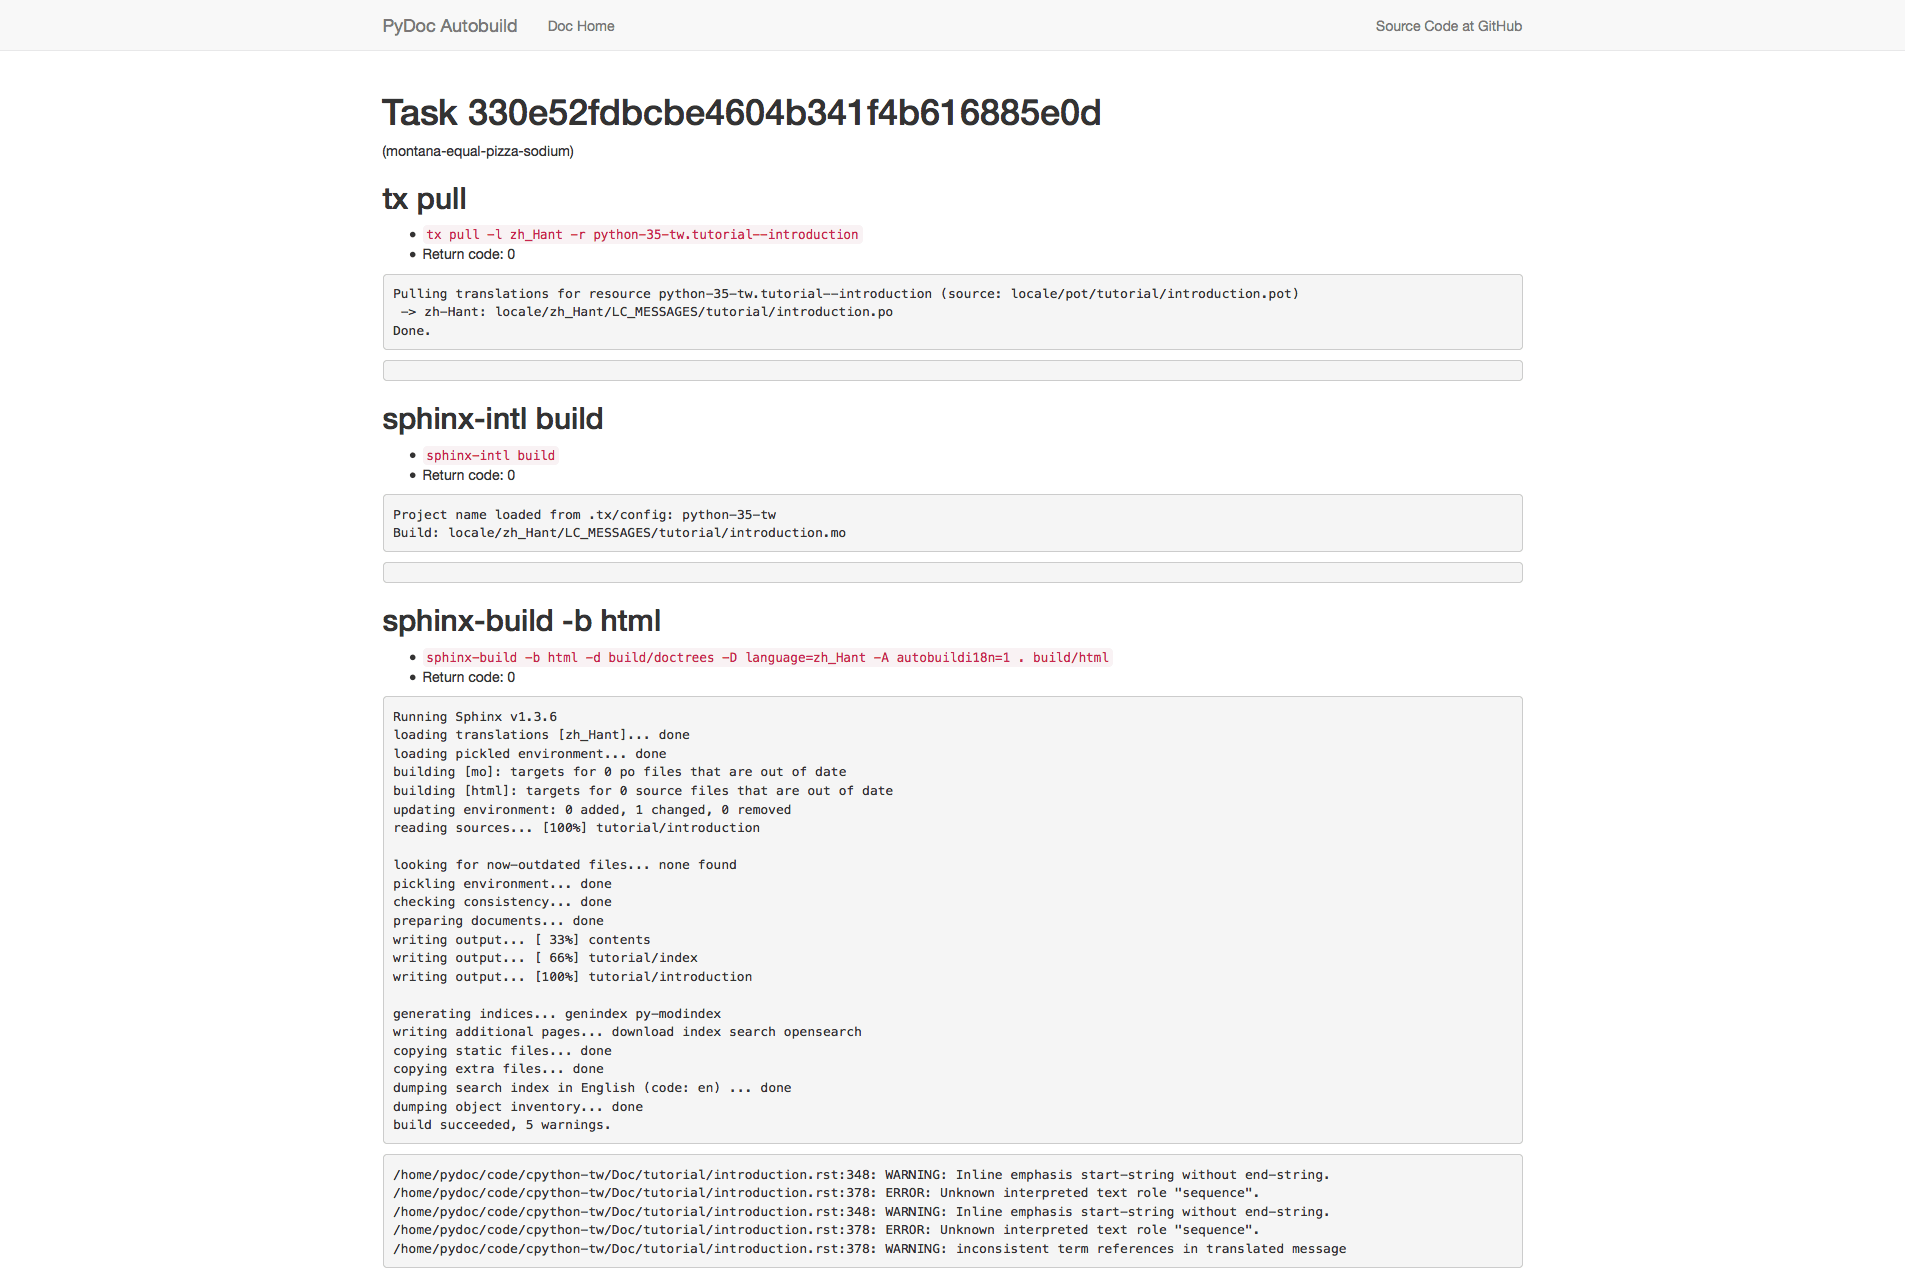 PyDoc Autobuild
Doc Home
Source Code at GitHub
Task 330e52fdbcbe4604b341f4b616885e0d
(montana-equal-pizza-sodium)
tx pull
tx pull -l zh_Hant -r python-35-tw.tutorial--introduction
Return code: 0
Pulling translations for resource python-35-tw.tutorial--introduction (source: locale/pot/tutorial/introduction.pot)
-> zh-Hant: locale/zh_Hant/LC_MESSAGES/tutorial/introduction.po
Done.
sphinx-intl build
sphinx-intl build
Return code: 0
Project name loaded from .tx/config: python-35-tw
Build: locale/zh_Hant/LC_MESSAGES/tutorial/introduction.mo
sphinx-build -b html
sphinx-build -b html -d build/doctrees -D language=zh_Hant -A autobuildi18n=1 . build/html
Return code: 0
Running Sphinx v1.3.6
loading translations [zh_Hant]... done
loading pickled environment... done
building [mo]: targets for 0 po files that are out of date
building [html]: targets for 0 source files that are out of date
updating environment: 0 added, 1 changed, 0 removed
reading sources... [100%] tutorial/introduction
looking for now-outdated files... none found
pickling environment... done
checking consistency... done
preparing documents... done
writing output... [ 33%] contents
writing output... [ 66%] tutorial/index
writing output... [100%] tutorial/introduction
generating indices... genindex py-modindex
writing additional pages... download index search opensearch
copying static files... done
copying extra files... done
dumping search index in English (code: en) ... done
dumping object inventory... done
build succeeded, 5 warnings.
/home/pydoc/code/cpython-tw/Doc/tutorial/introduction.rst:348: WARNING: Inline emphasis start-string without end-string.
/home/pydoc/code/cpython-tw/Doc/tutorial/introduction.rst:378: ERROR: Unknown interpreted text role "sequence".
/home/pydoc/code/cpython-tw/Doc/tutorial/introduction.rst:348: WARNING: Inline emphasis start-string without end-string.
/home/pydoc/code/cpython-tw/Doc/tutorial/introduction.rst:378: ERROR: Unknown interpreted text role "sequence".
/home/pydoc/code/cpython-tw/Doc/tutorial/introduction.rst:378: WARNING: inconsistent term references in translated message